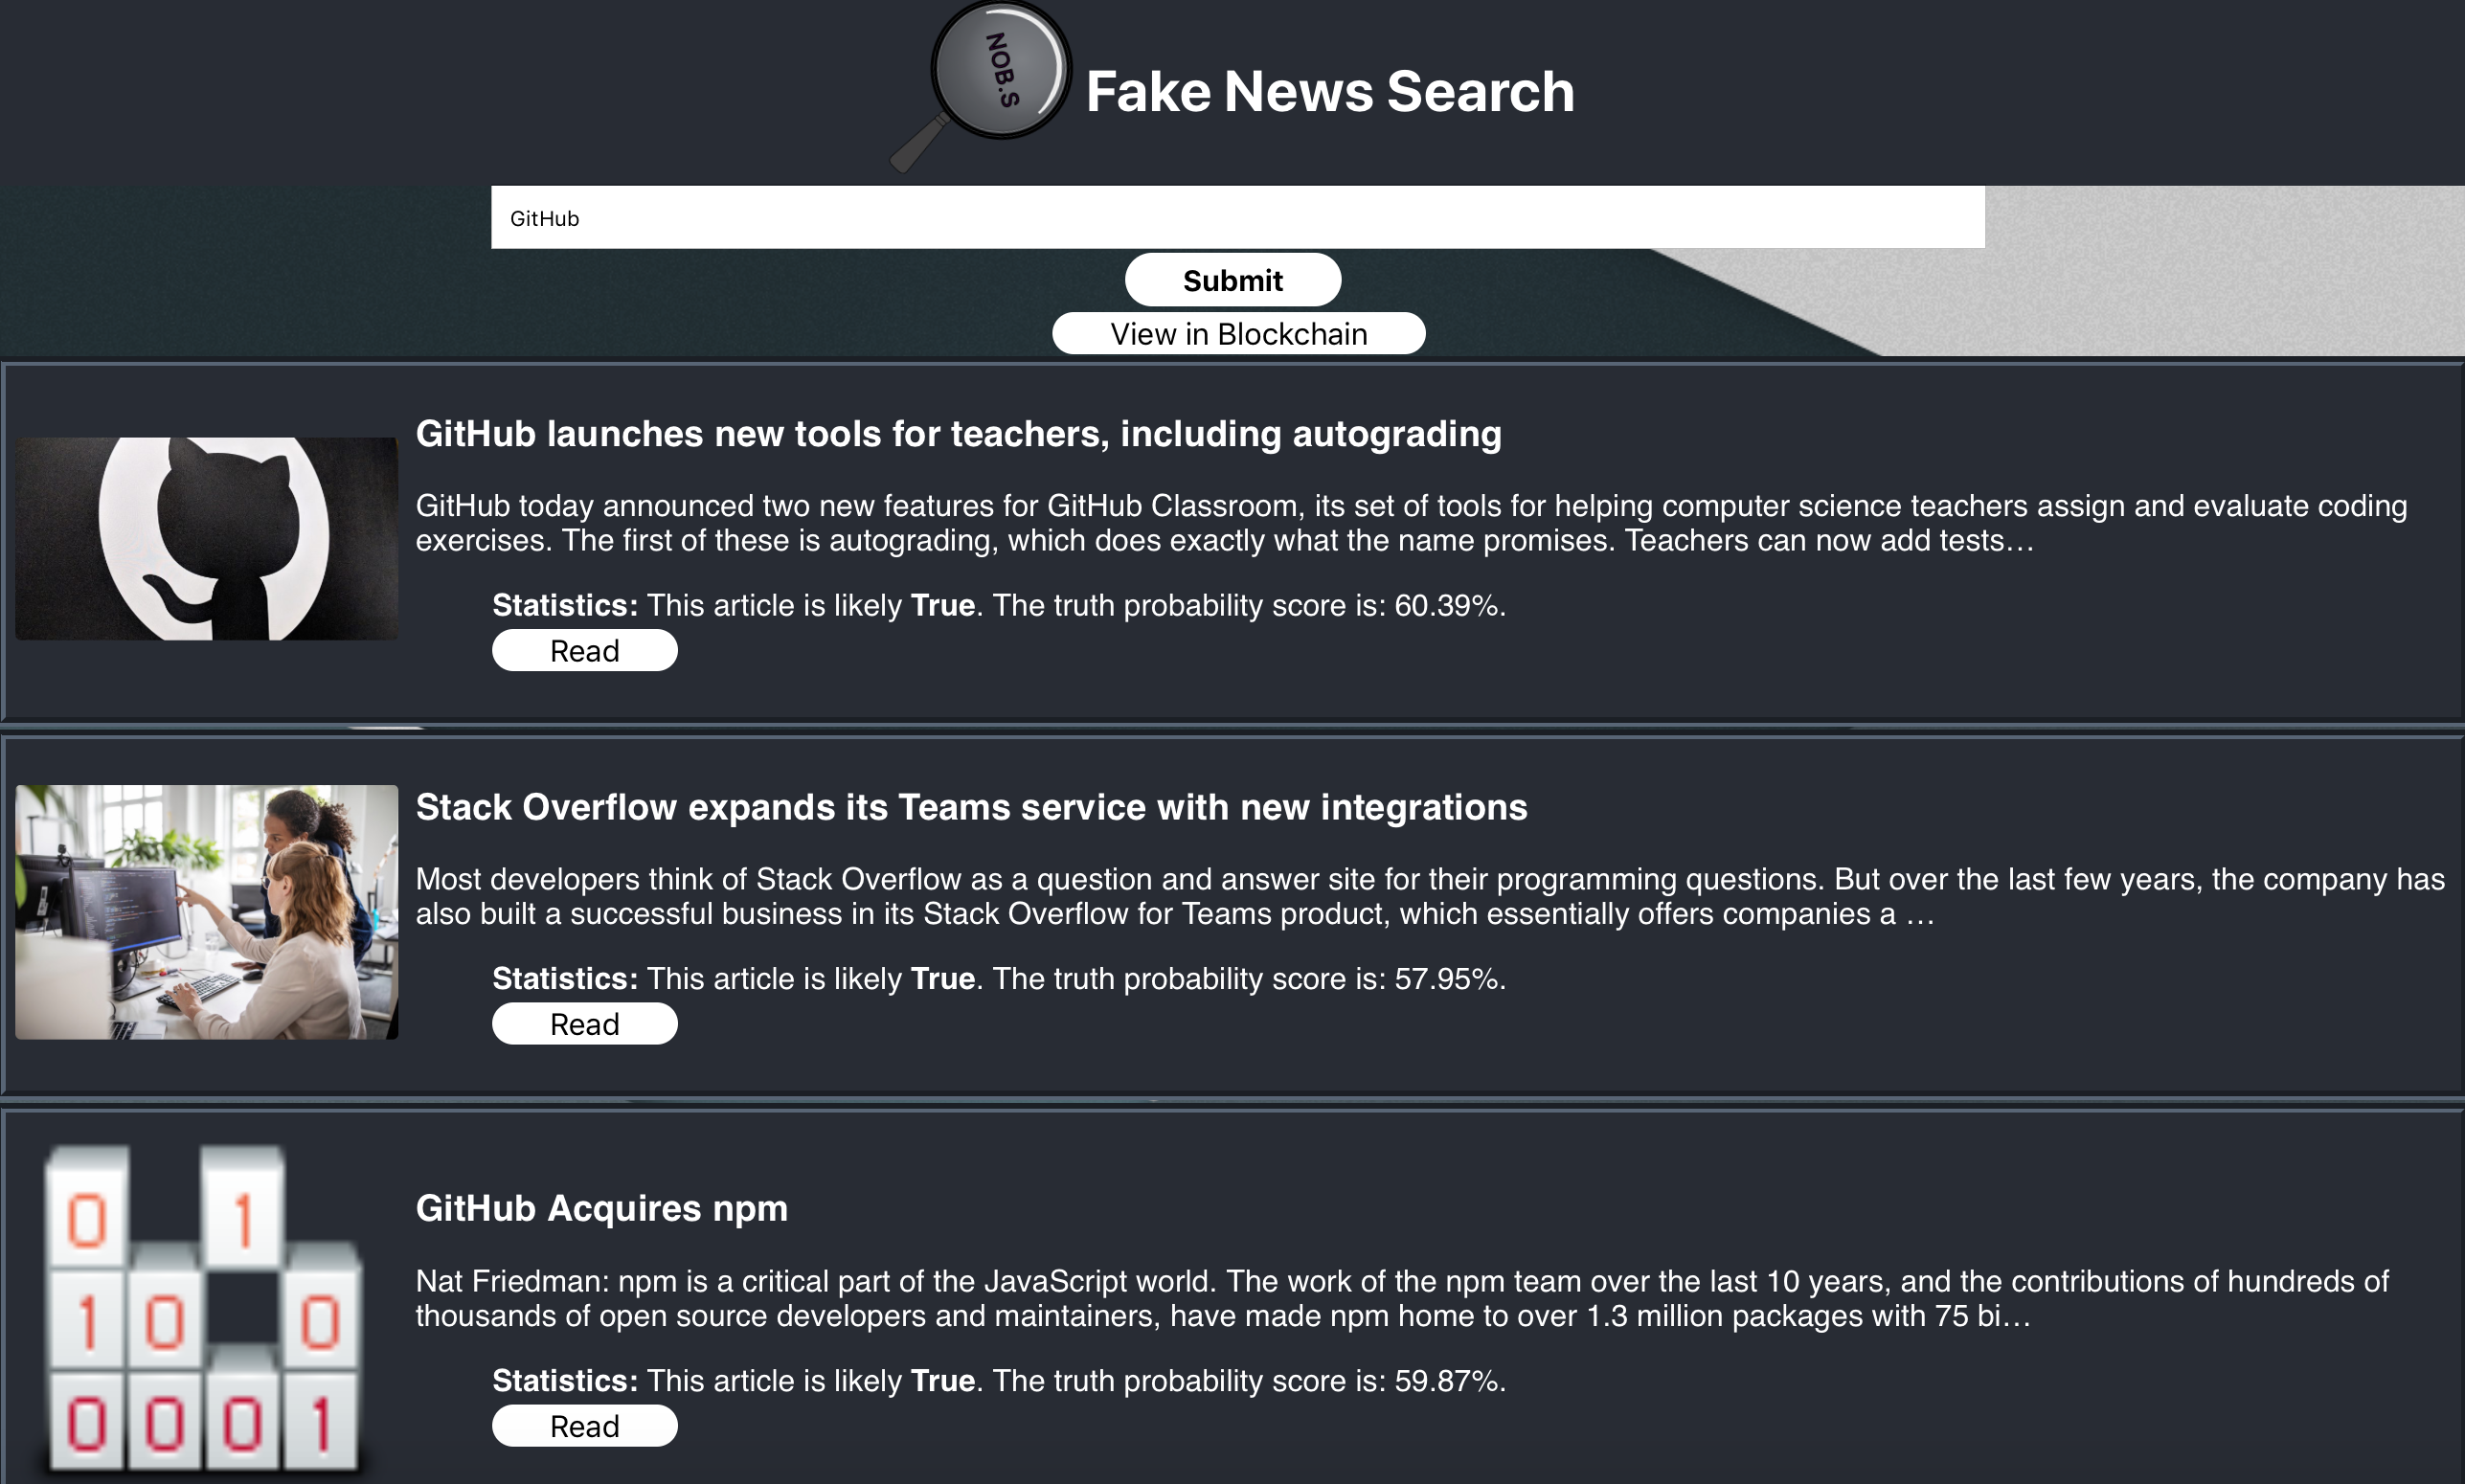 NOB.S
Fake News Search
GitHub
Submit
View in Blockchain
GitHub launches new tools for teachers, including autograding
GitHub today announced two new features for GitHub Classroom, its set of tools for helping computer science teachers assign and evaluate coding
exercises. The first of these is autograding, which does exactly what the name promises. Teachers can now add tests…
Statistics: This article is likely True. The truth probability score is: 60.39%.
Read
Stack Overflow expands its Teams service with new integrations
Most developers think of Stack Overflow as a question and answer site for their programming questions. But over the last few years, the company has
also built a successful business in its Stack Overflow for Teams product, which essentially offers companies a …
Statistics: This article is likely True. The truth probability score is: 57.95%.
Read
0 1
1 0 0
0 0 0 1
GitHub Acquires npm
Nat Friedman: npm is a critical part of the JavaScript world. The work of the npm team over the last 10 years, and the contributions of hundreds of
thousands of open source developers and maintainers, have made npm home to over 1.3 million packages with 75 bi…
Statistics: This article is likely True. The truth probability score is: 59.87%.
Read